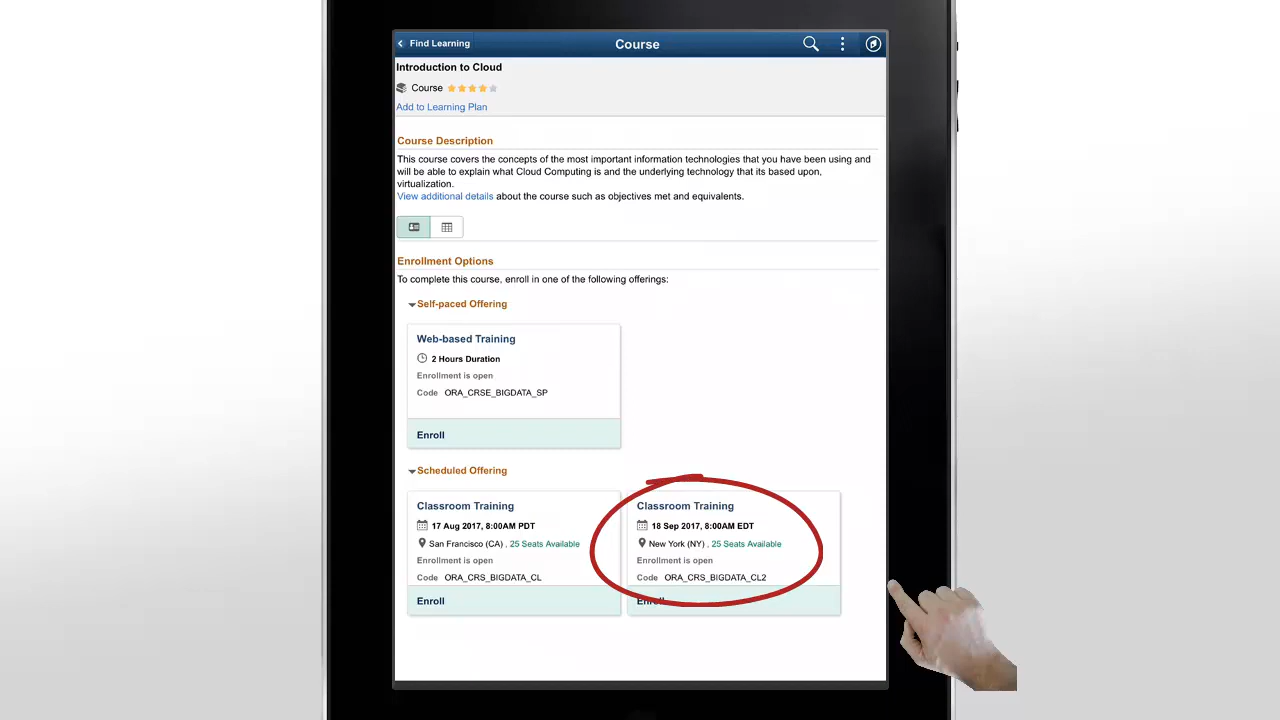 Find Learning
Course
Introduction to Cloud
Course
Add to Learning Plan
Course Description
This course covers the concepts of the most important information technologies that you have been using and
will be able to explain what Cloud Computing is and the underlying technology that its based upon,
virtualization.
View additional details about the course such as objectives met and equivalents.
Enrollment Options
To complete this course, enroll in one of the following offerings:
Self-paced Offering
Web-based Training
2 Hours Duration
Enrollment is open
Code ORA_CRSE_BIGDATA_SP
Enroll
Scheduled Offering
Classroom Training
17 Aug 2017, 8:00AM PDT
San Francisco (CA) , 25 Seats Available
Enrollment is open
Code ORA_CRS_BIGDATA_CL
Enroll
Classroom Training
18 Sep 2017, 8:00AM EDT
New York (NY) , 25 Seats Available
Enrollment is open
Code ORA_CRS_BIGDATA_CL2
Enroll